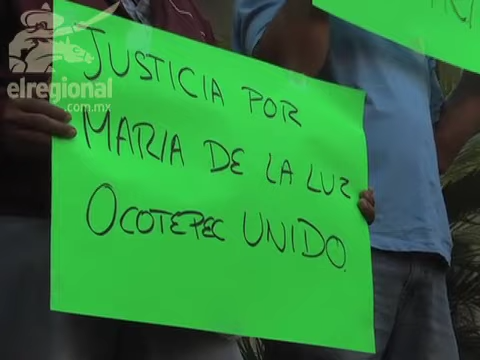 elregional
.com.mx
JUSTICIA POR
MARIA DE LA LUZ
OCOTEPEC UNIDO.